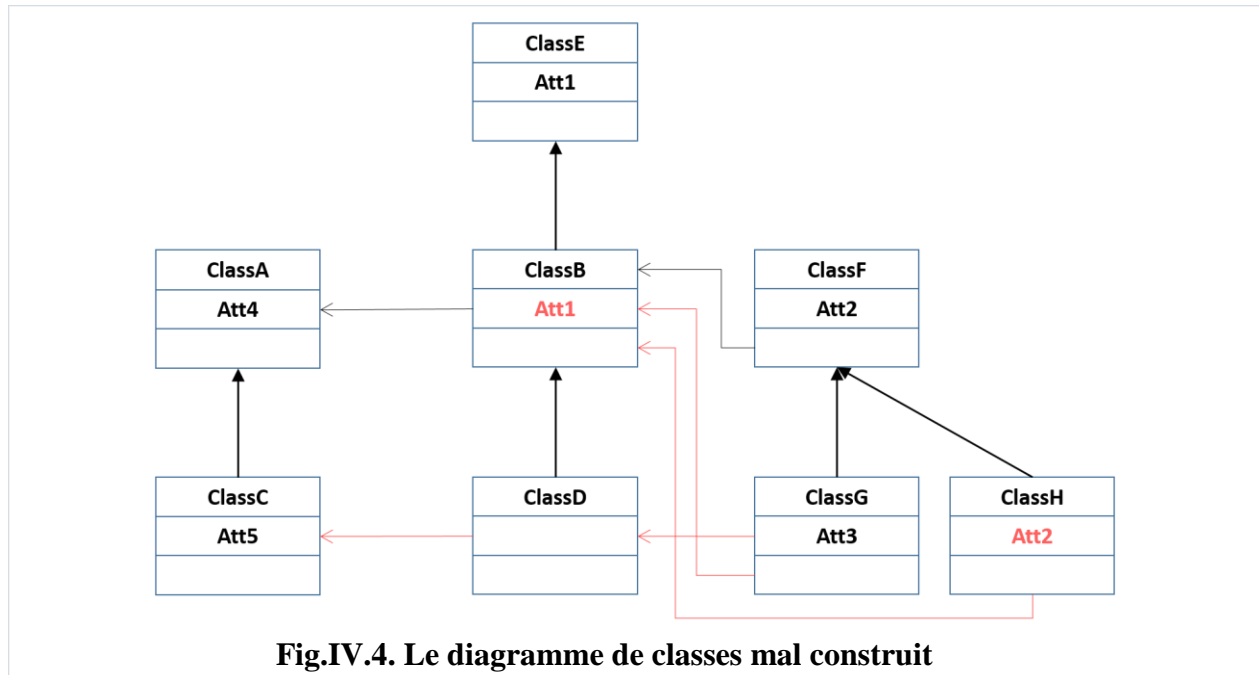 ClassE
Att1
ClassA
Att4
ClassB
Att1
ClassF
Att2
ClassC
Att5
ClassD
ClassG
Att3
ClassH
Att2
Fig.IV.4. Le diagramme de classes mal construit